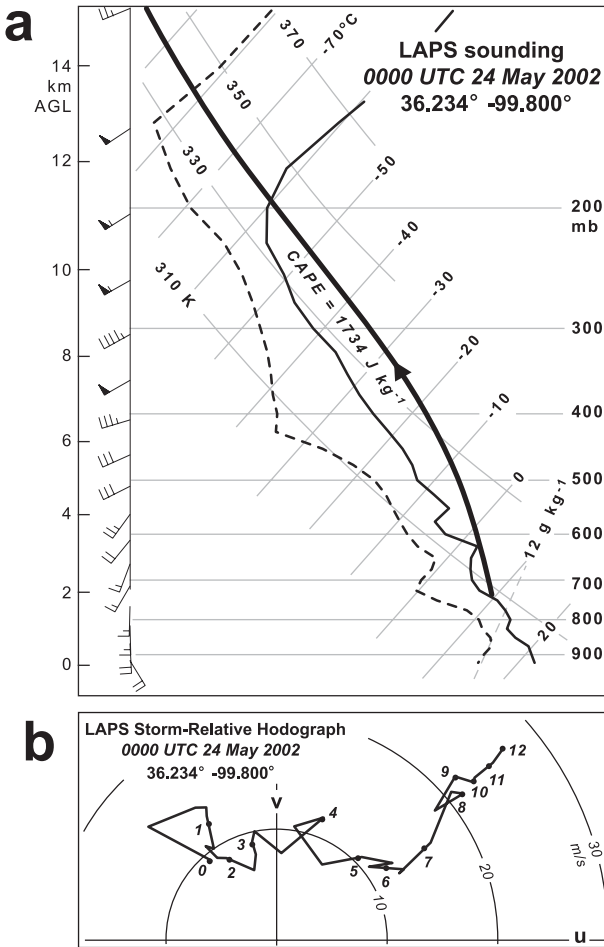 a
LAPS sounding
0000 UTC 24 May 2002
36.234° -99.800°
14
km
AGL
12
10
8
6
4
2
0
370
350
330
310 K
-70°C
-50
-40
-30
-20
-10
0
20
12 g kg-1
CAPE = 1734 J kg-1
200
mb
300
400
500
600
700
800
900
b
LAPS Storm-Relative Hodograph
0000 UTC 24 May 2002
36.234° -99.800°
v
0
1
2
3
4
5
6
7
8
9
10
11
12
10
20
30
m/s
u